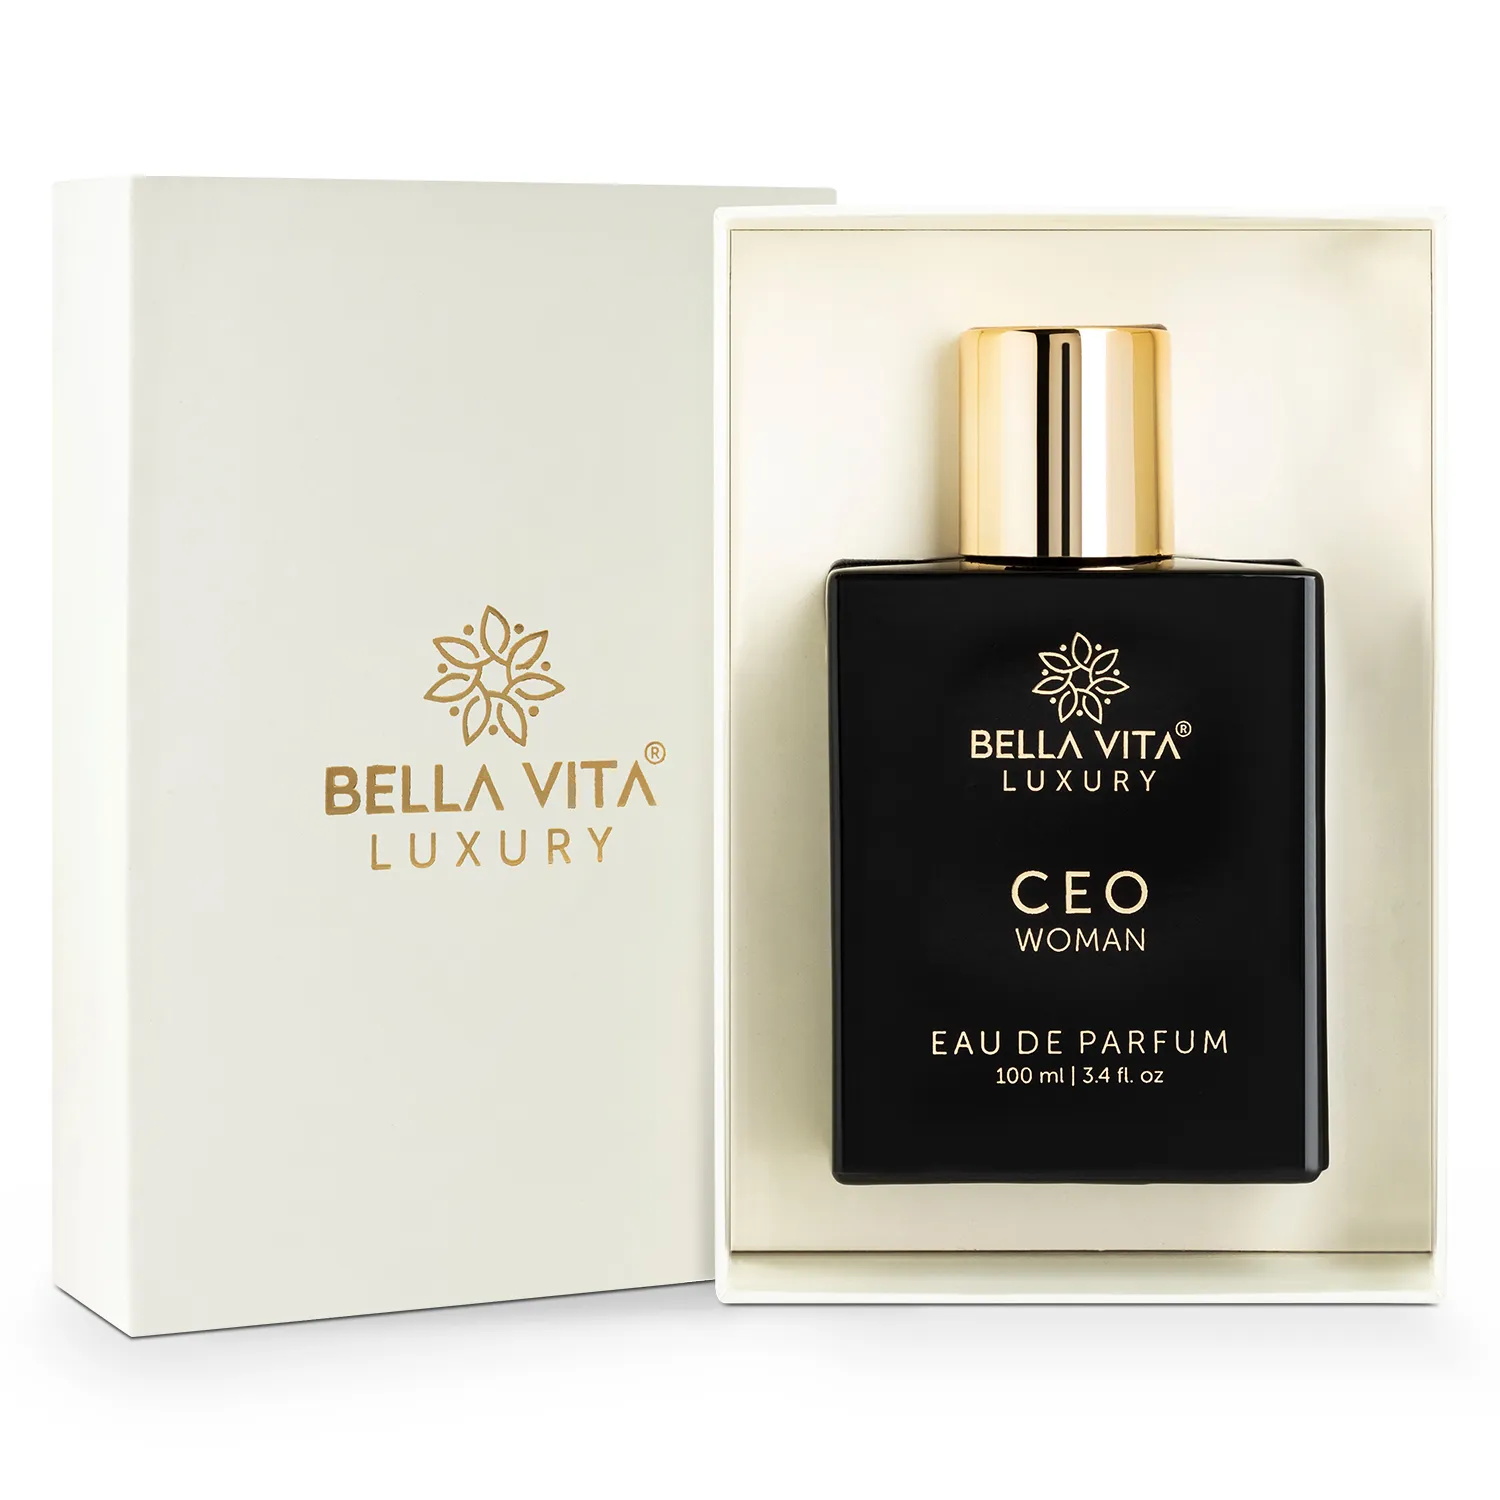 BELLA VITA®
LUXURY
BELLA VITA®
LUXURY
CEO
WOMAN
EAU DE PARFUM
100 ml | 3.4 fl. oz